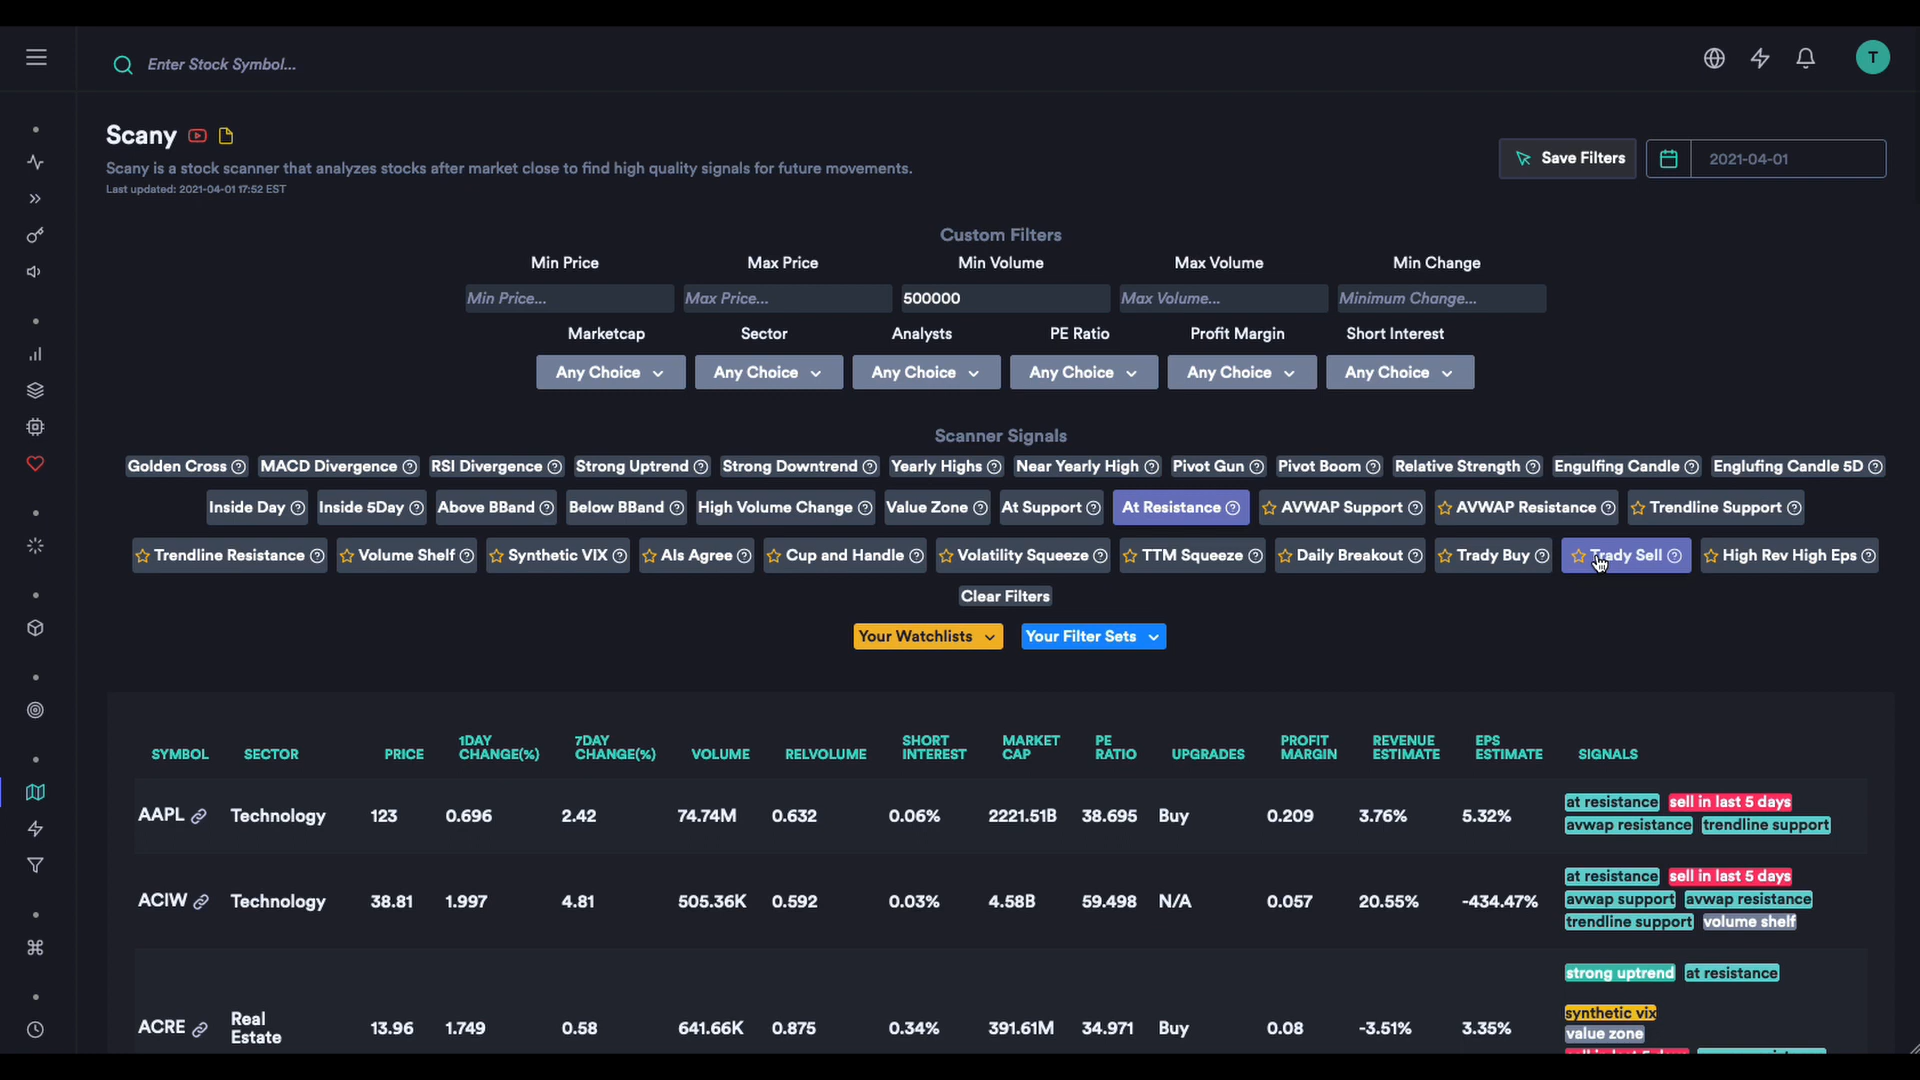 Enter Stock Symbol...
T
Scany
Scany is a stock scanner that analyzes stocks after market close to find high quality signals for future movements.
Last updated: 2021-04-01 17:52 EST
Save Filters
2021-04-01
Custom Filters
Min Price Max Price Min Volume Max Volume Min Change
Min Price... Max Price... 500000 Max Volume... Minimum Change...
Marketcap Sector Analysts PE Ratio Profit Margin Short Interest
Any Choice Any Choice Any Choice Any Choice Any Choice Any Choice
Scanner Signals
Golden Cross MACD Divergence RSI Divergence Strong Uptrend Strong Downtrend Yearly Highs Near Yearly High Pivot Gun Pivot Boom Relative Strength Engulfing Candle Englufing Candle 5D
Inside Day Inside 5Day Above BBand Below BBand High Volume Change Value Zone At Support At Resistance AVWAP Support AVWAP Resistance Trendline Support
Trendline Resistance Volume Shelf Synthetic VIX AIs Agree Cup and Handle Volatility Squeeze TTM Squeeze Daily Breakout Trady Buy Trady Sell High Rev High Eps
Clear Filters
Your Watchlists Your Filter Sets
SYMBOL SECTOR PRICE 1DAY CHANGE(%) 7DAY CHANGE(%) VOLUME RELVOLUME SHORT INTEREST MARKET CAP PE RATIO UPGRADES PROFIT MARGIN REVENUE ESTIMATE EPS ESTIMATE SIGNALS
AAPL Technology 123 0.696 2.42 74.74M 0.632 0.06% 2221.51B 38.695 Buy 0.209 3.76% 5.32%
at resistance sell in last 5 days
avwap resistance trendline support
ACIW Technology 38.81 1.997 4.81 505.36K 0.592 0.03% 4.58B 59.498 N/A 0.057 20.55% -434.47%
at resistance sell in last 5 days
avwap support avwap resistance
trendline support volume shelf
ACRE Real Estate 13.96 1.749 0.58 641.66K 0.875 0.34% 391.61M 34.971 Buy 0.08 -3.51% 3.35%
strong uptrend at resistance
synthetic vix
value zone